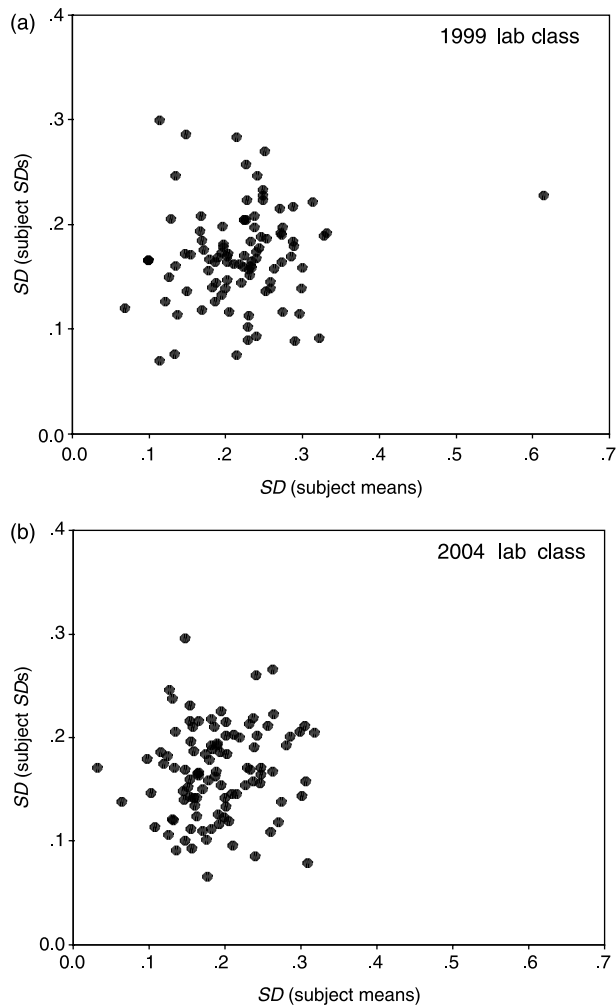 (a)
.4
1999 lab class
.3
.2
.1
0.0
SD (subject SDs)
0.0 .1 .2 .3 .4 .5 .6 .7
SD (subject means)
(b)
.4
2004 lab class
.3
.2
.1
0.0
SD (subject SDs)
0.0 .1 .2 .3 .4 .5 .6 .7
SD (subject means)